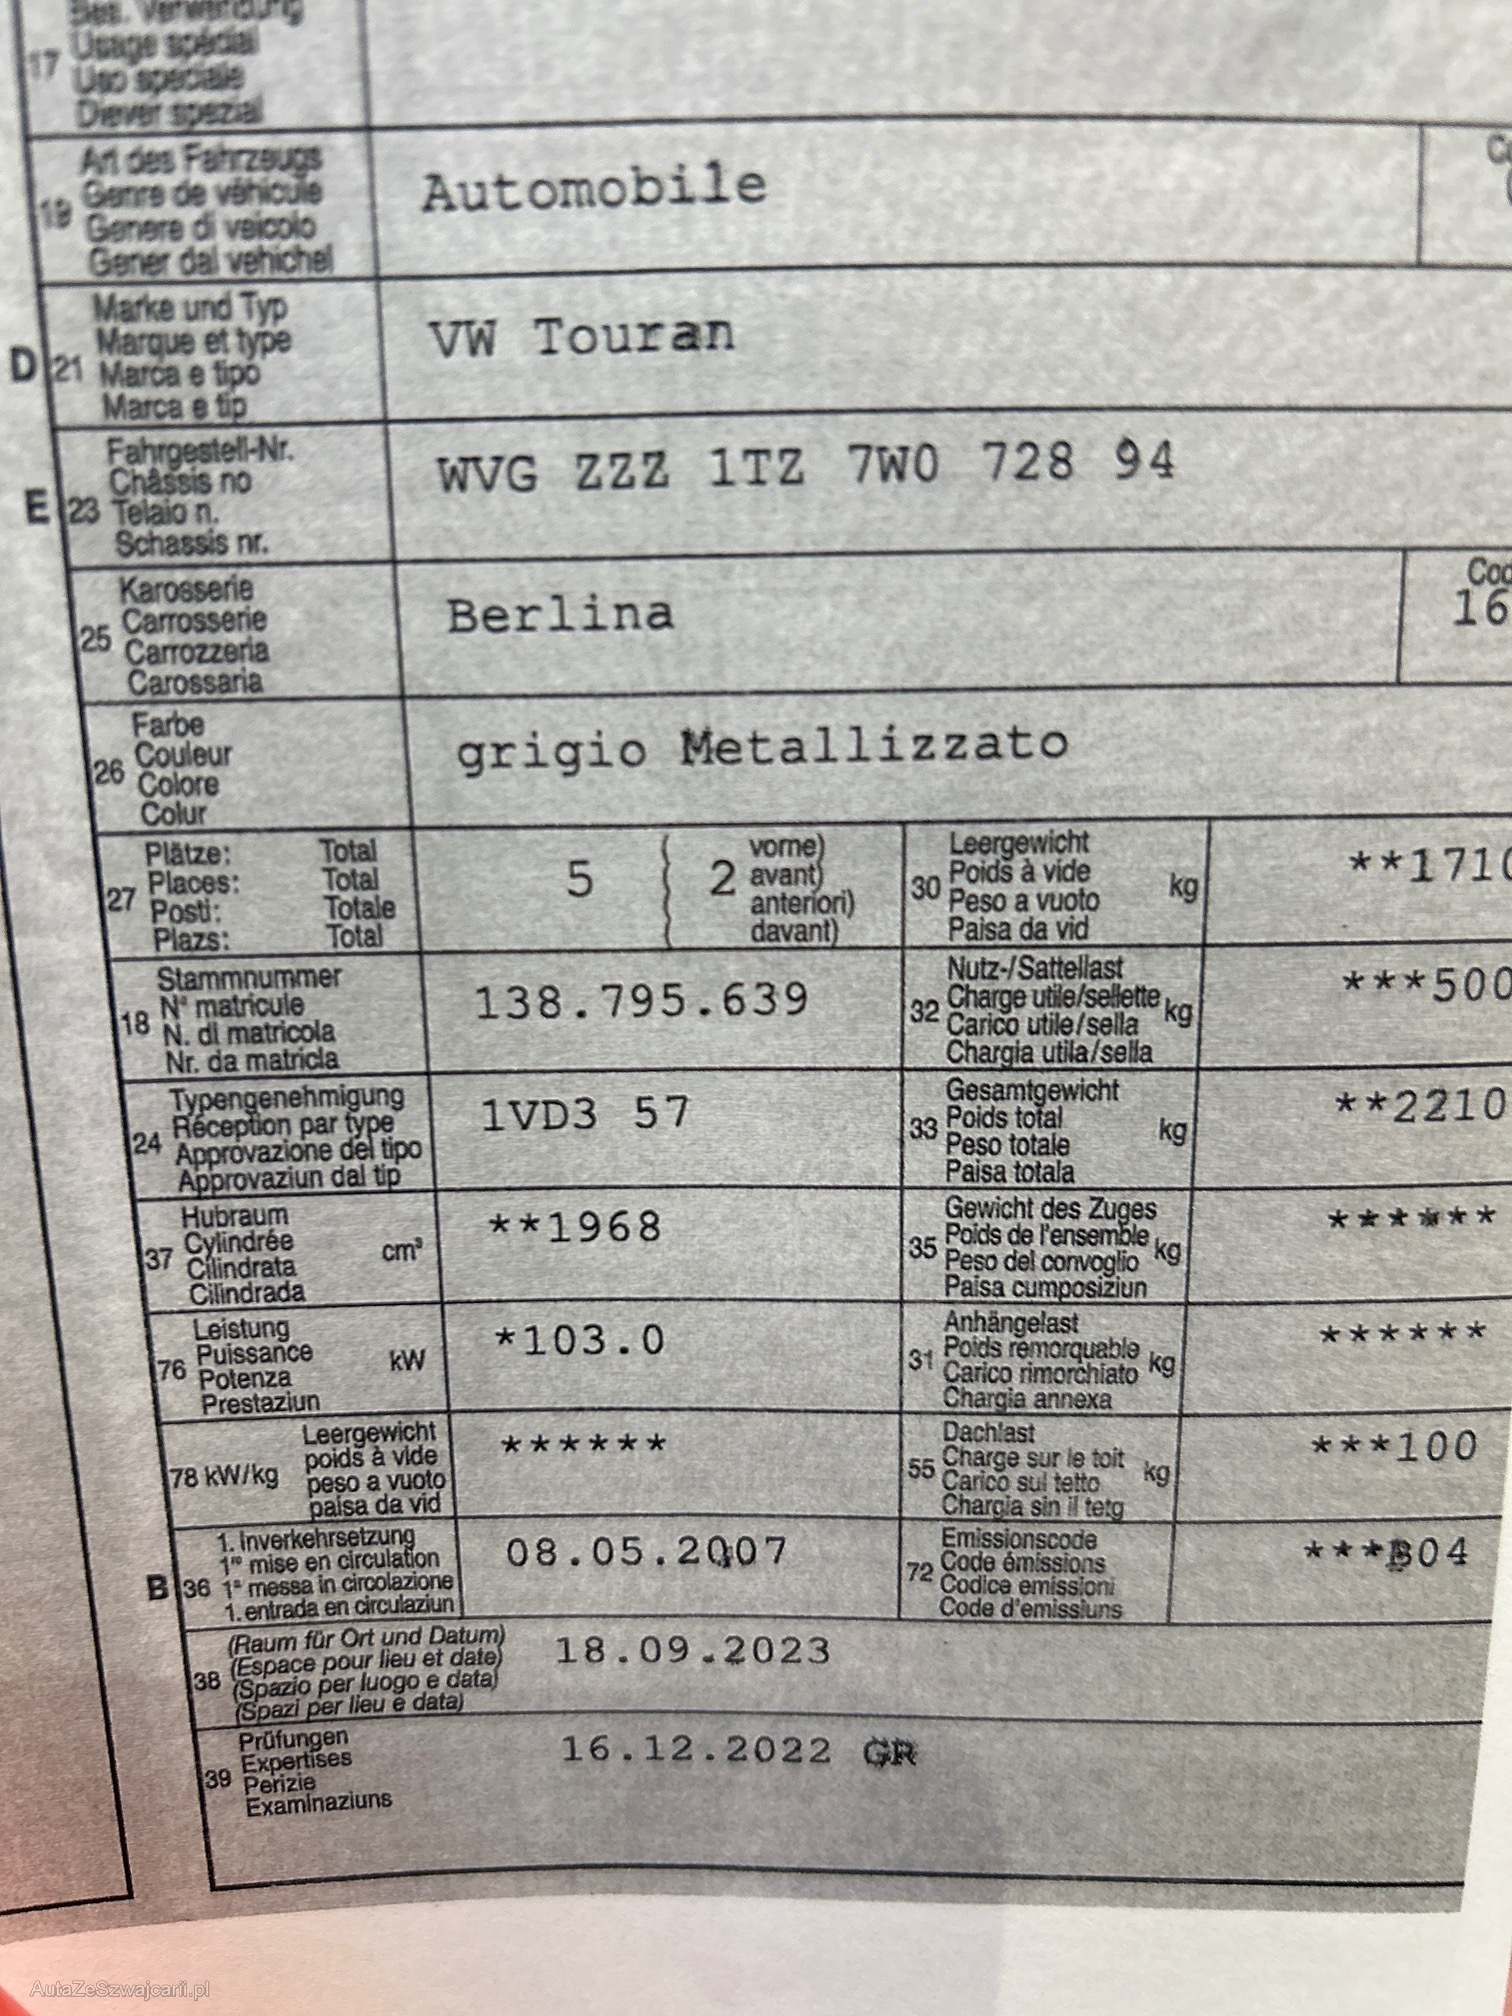 Bes. Verwendung
17 Usage spécial
Uso speciale
Diever spezial
Art des Fahrzeugs
19 Genre de véhicule
Genere di veicolo
Gener dal vehichel
Automobile
Marke und Typ
Marque et type
D 21 Marca e tipo
Marca e tip
VW Touran
Fahrgestell-Nr.
Châssis no
E 23 Telaio n.
Schassis nr.
WVG ZZZ 1TZ 7W0 728 94
Karosserie
25 Carrosserie
Carrozzeria
Carossaria
Berlina
16
Farbe
26 Couleur
Colore
Colur
grigio Metallizzato
Plätze: Total
27 Places: Total
Posti: Totale
Plazs: Total
5 { 2
vorne)
avant)
anteriori)
davant)
Leergewicht
30 Poids à vide kg
Peso a vuoto
Paisa da vid
**1710
Stammnummer
18 N° matricule
N. di matricola
Nr. da matricla
138.795.639
Nutz-/Sattellast
32 Charge utile/sellette kg
Carico utile/sella
Chargia utila/sella
***500
Typengenehmigung
24 Réception par type
Approvazione del tipo
Approvaziun dal tip
1VD3 57
Gesamtgewicht
33 Poids total kg
Peso totale
Paisa totala
**2210
Hubraum
37 Cylindrée cm³
Cilindrata
Cilindrada
**1968
Gewicht des Zuges
35 Poids de l'ensemble kg
Peso del convoglio
Paisa cumposiziun
******
Leistung
76 Puissance kW
Potenza
Prestaziun
*103.0
Anhängelast
31 Poids remorquable kg
Carico rimorchiato
Chargia annexa
******
Leergewicht
78 kW/kg poids à vide
peso a vuoto
paisa da vid
******
Dachlast
55 Charge sur le toit kg
Carico sul tetto
Chargia sin il tetg
***100
1. Inverkehrsetzung
1re mise en circulation
B 36 1a messa in circolazione
1. entrada en circulaziun
08.05.2007
Emissionscode
72 Code émissions
Codice emissioni
Code d'emissiuns
***B04
(Raum für Ort und Datum)
38 (Espace pour lieu et date)
(Spazio per luogo e data)
(Spazi per lieu e data)
18.09.2023
Prüfungen
39 Expertises
Perizie
Examinaziuns
16.12.2022 GR
AutaZeSzwajcarii.pl